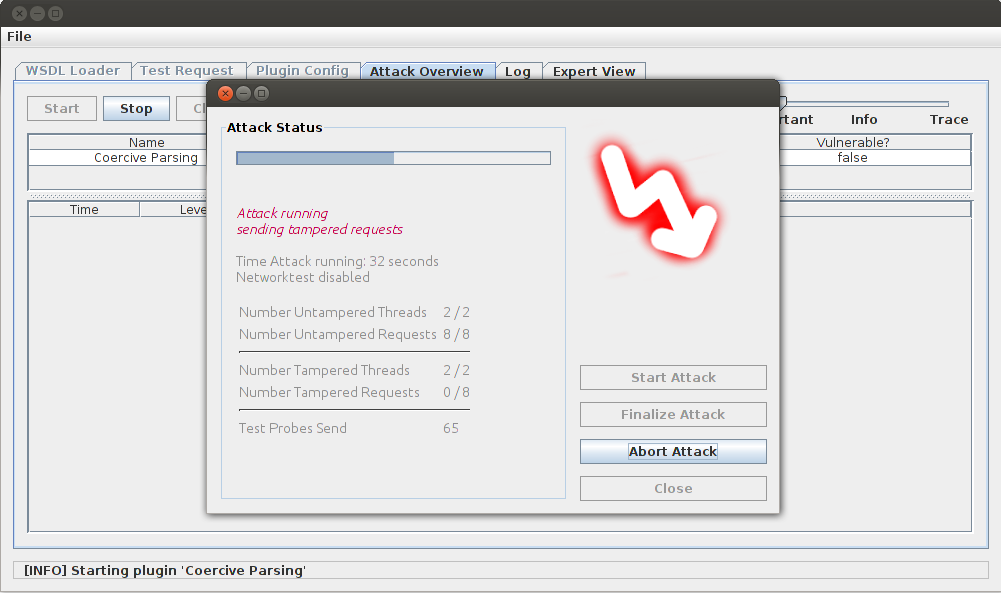 File
WSDL Loader Test Request Plugin Config Attack Overview Log Expert View
Start Stop
Info Trace
Name Vulnerable?
Coercive Parsing false
Time
Attack Status
Attack running
sending tampered requests
Time Attack running: 32 seconds
Networktest disabled
Number Untampered Threads 2 / 2
Number Untampered Requests 8 / 8
Number Tampered Threads 2 / 2
Number Tampered Requests 0 / 8
Test Probes Send 65
Start Attack
Finalize Attack
Abort Attack
Close
[INFO] Starting plugin 'Coercive Parsing'